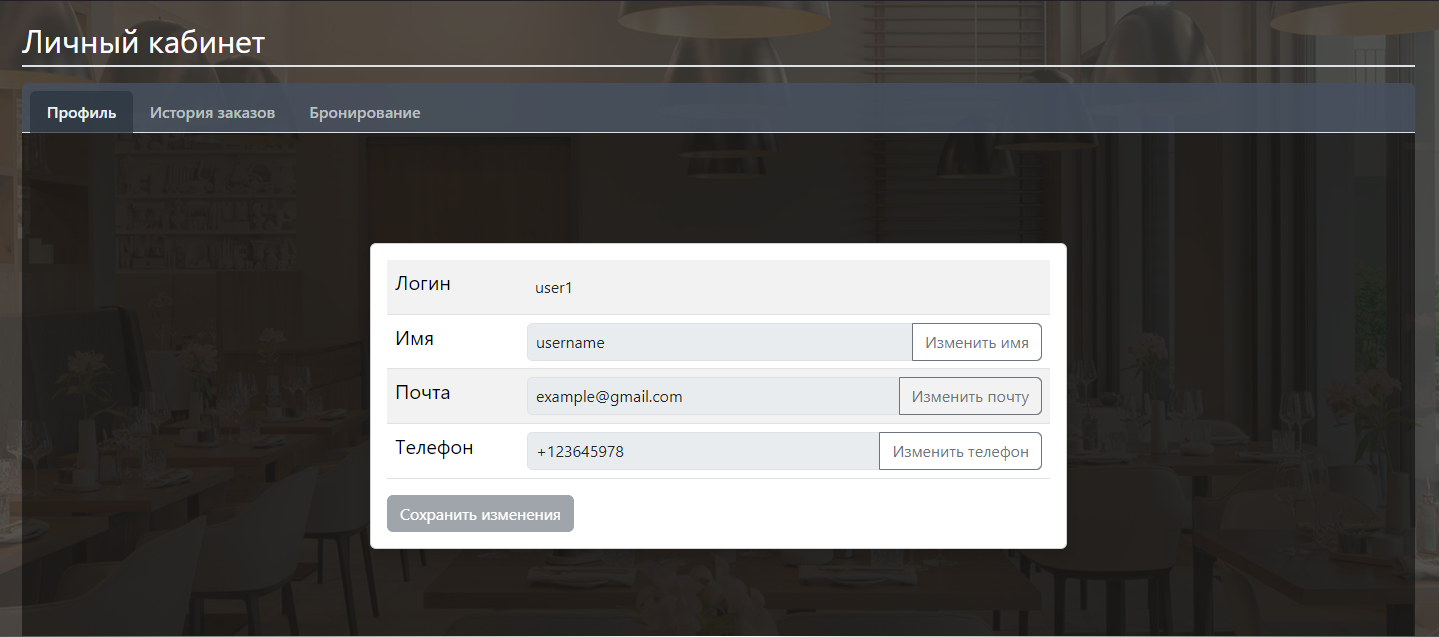 Личный кабинет
Профиль История заказов Бронирование
Логин user1
Имя username Изменить имя
Почта example@gmail.com Изменить почту
Телефон +123645978 Изменить телефон
Сохранить изменения